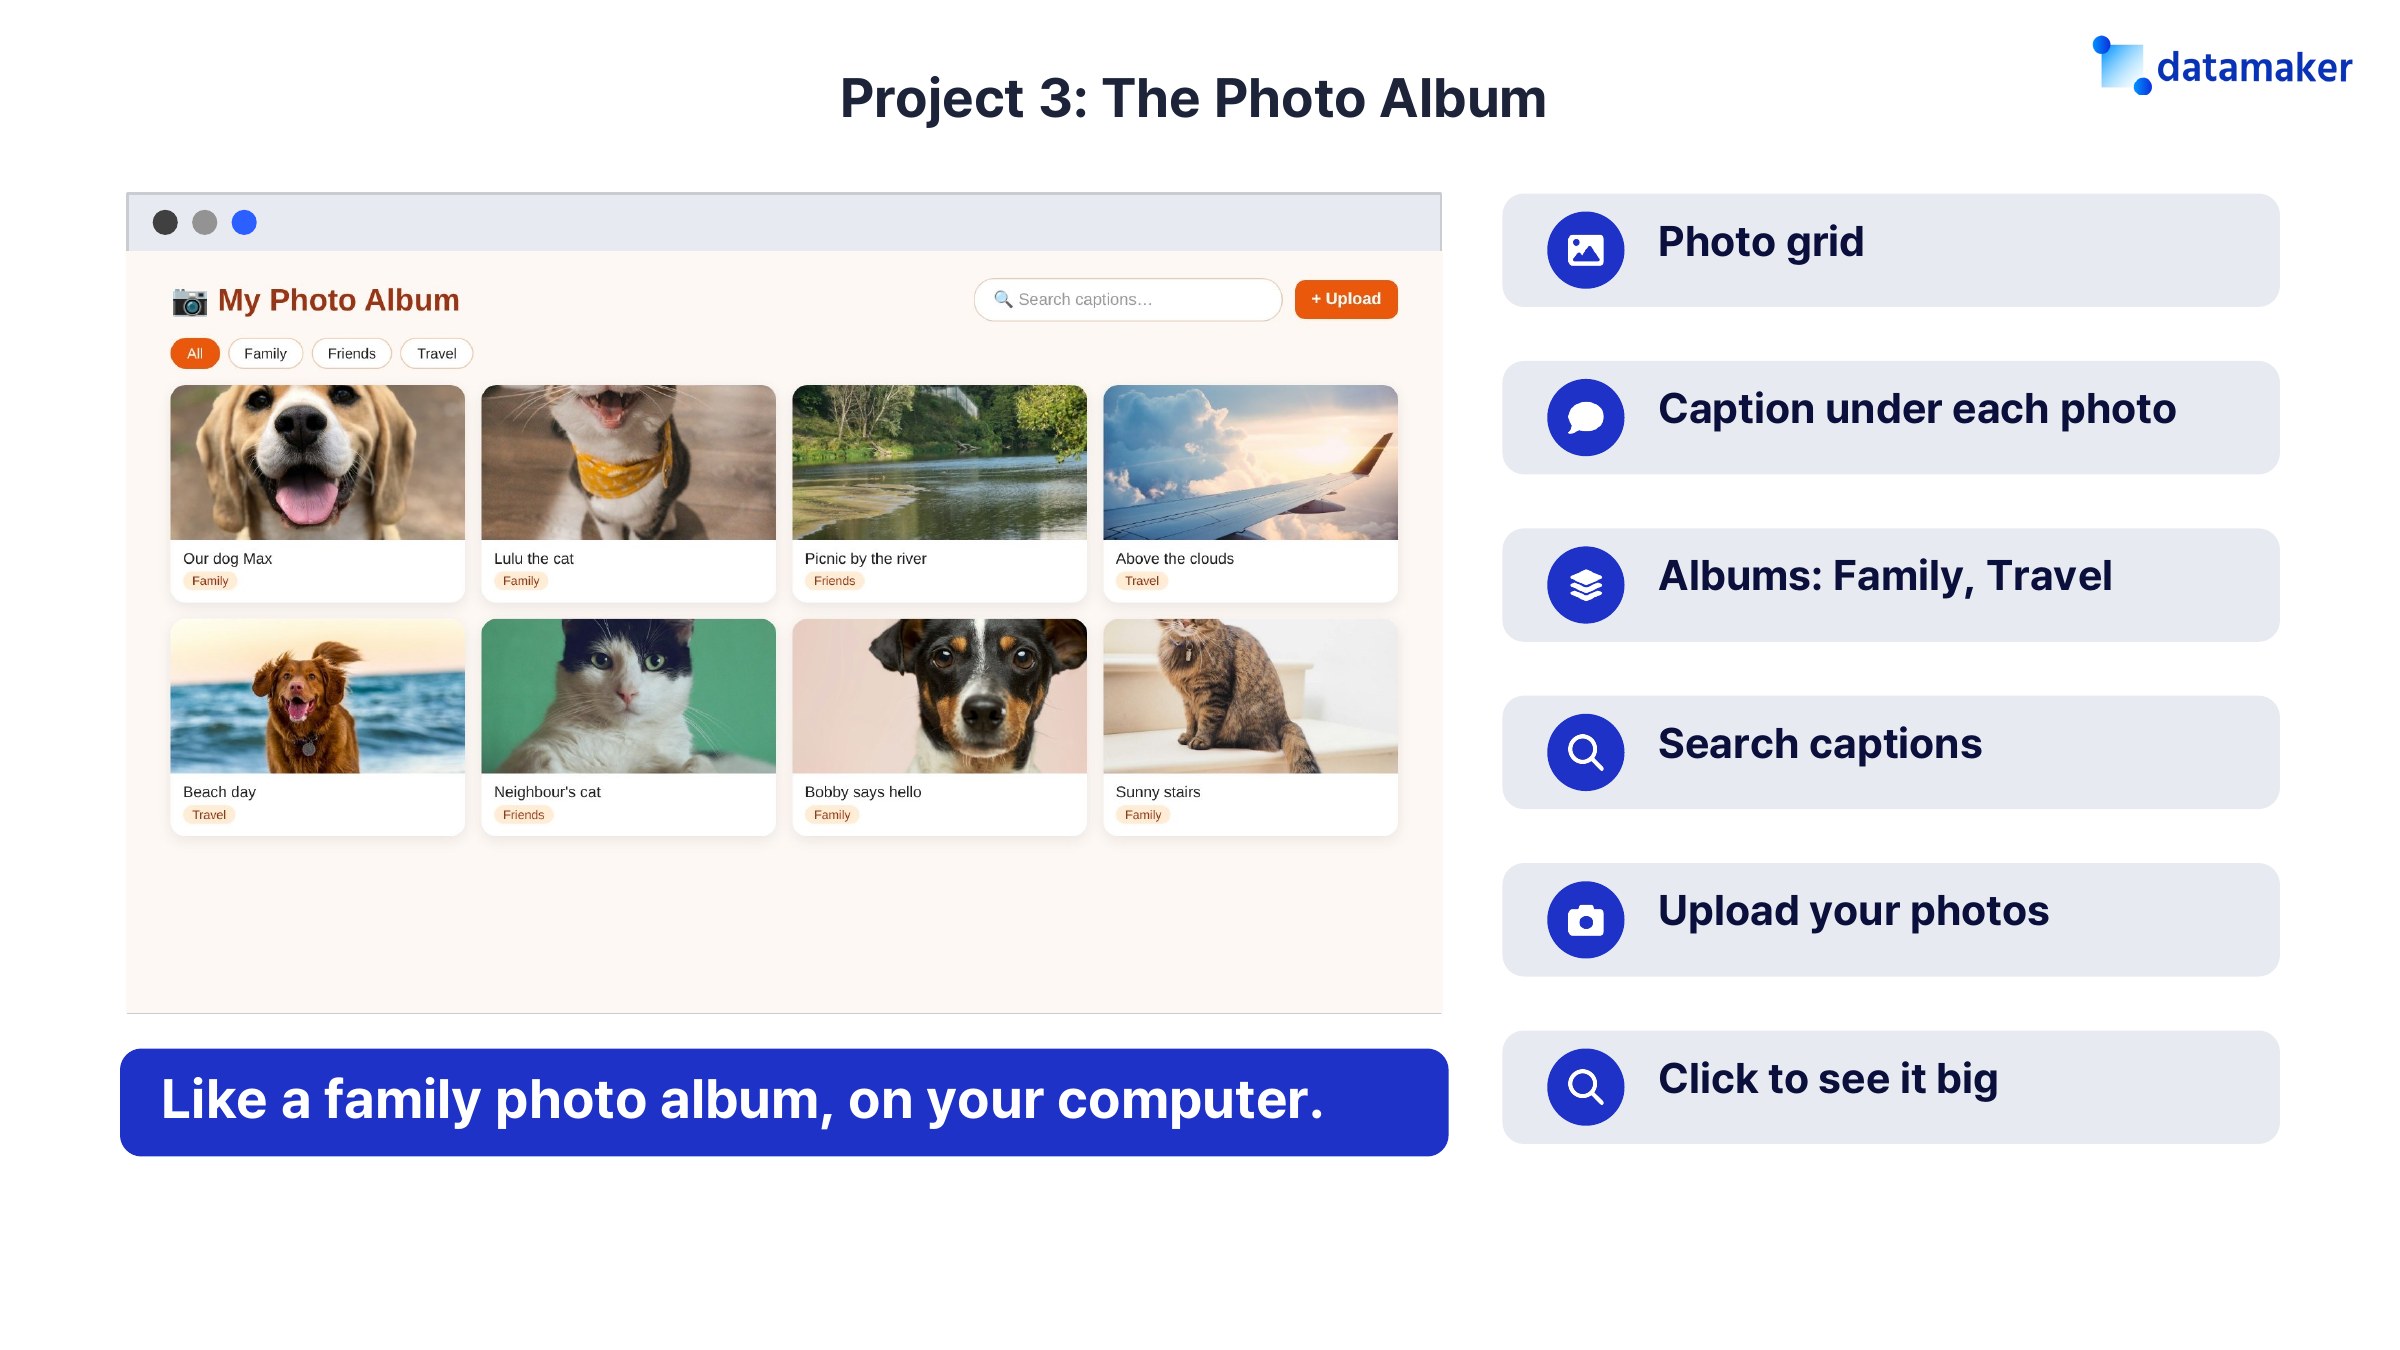 datamaker
Project 3: The Photo Album
My Photo Album
Search captions...
+ Upload
All
Family
Friends
Travel
Our dog Max
Family
Lulu the cat
Family
Picnic by the river
Friends
Above the clouds
Travel
Beach day
Travel
Neighbour's cat
Friends
Bobby says hello
Family
Sunny stairs
Family
Like a family photo album, on your computer.
Photo grid
Caption under each photo
Albums: Family, Travel
Search captions
Upload your photos
Click to see it big